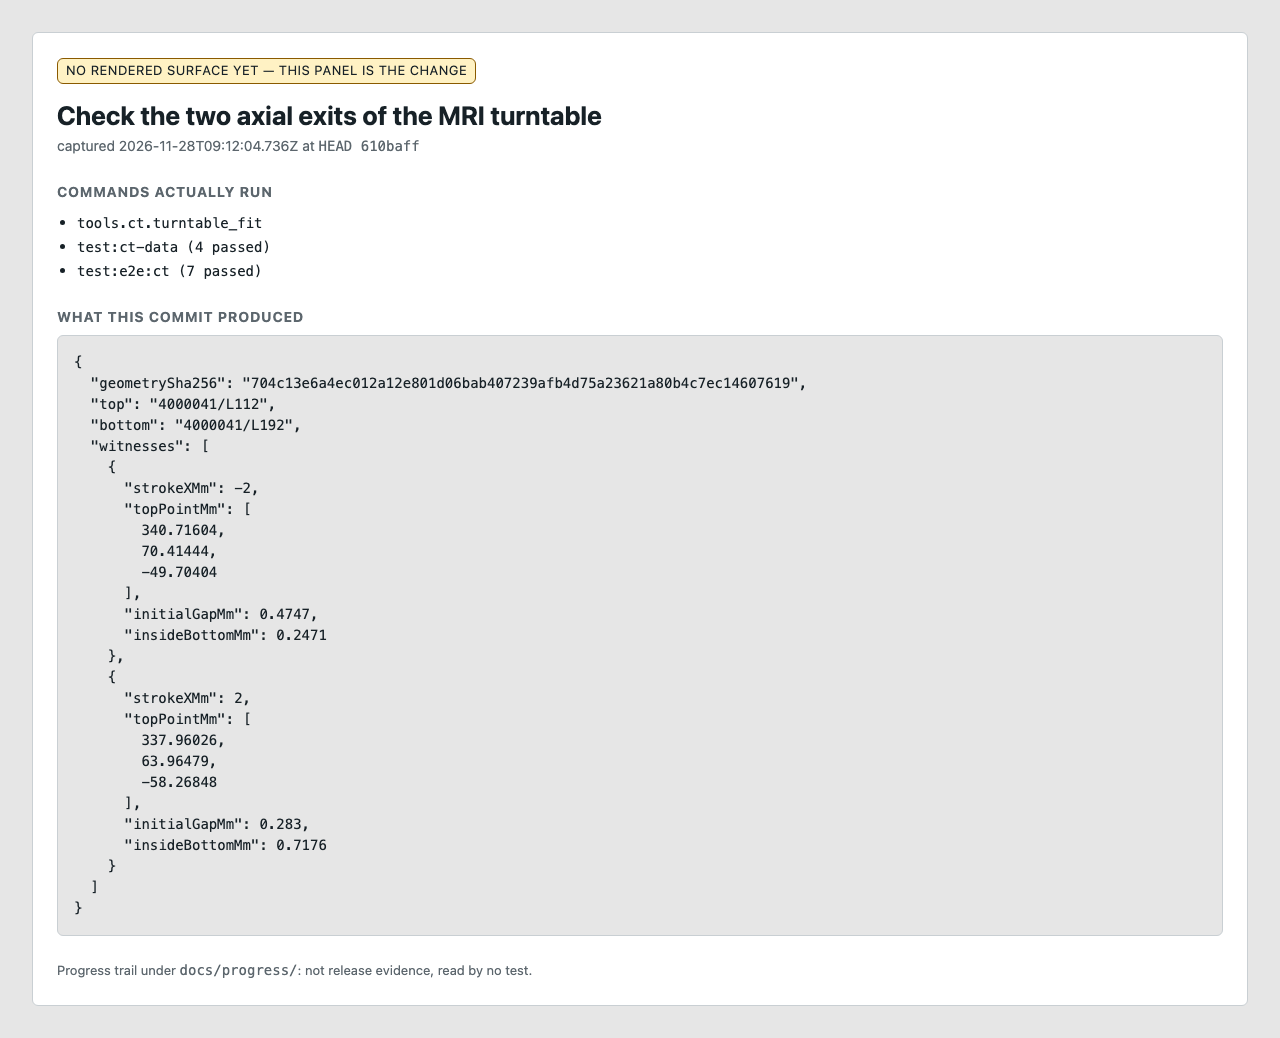 NO RENDERED SURFACE YET — THIS PANEL IS THE CHANGE
Check the two axial exits of the MRI turntable
captured 2026-11-28T09:12:04.736Z at HEAD 610baff
COMMANDS ACTUALLY RUN
• tools.ct.turntable_fit
• test:ct-data (4 passed)
• test:e2e:ct (7 passed)
WHAT THIS COMMIT PRODUCED
{
  "geometrySha256": "704c13e6a4ec012a12e801d06bab407239afb4d75a23621a80b4c7ec14607619",
  "top": "4000041/L112",
  "bottom": "4000041/L192",
  "witnesses": [
    {
      "strokeXMm": −2,
      "topPointMm": [
        340.71604,
        70.41444,
        −49.70404
      ],
      "initialGapMm": 0.4747,
      "insideBottomMm": 0.2471
    },
    {
      "strokeXMm": 2,
      "topPointMm": [
        337.96026,
        63.96479,
        −58.26848
      ],
      "initialGapMm": 0.283,
      "insideBottomMm": 0.7176
    }
  ]
}
Progress trail under docs/progress/: not release evidence, read by no test.